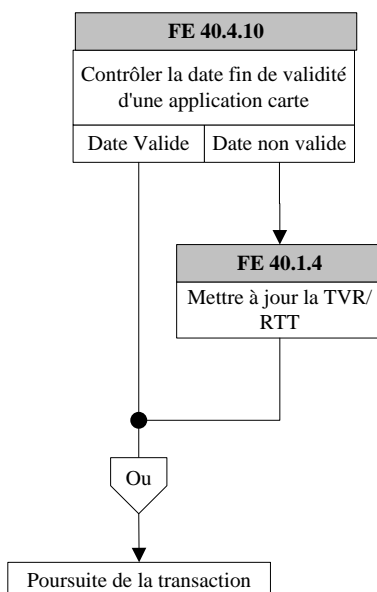 FE 40.4.10
Contrôler la date fin de validité
d'une application carte
Date Valide
Date non valide
FE 40.1.4
Mettre à jour la TVR/
RTT
Ou
Poursuite de la transaction